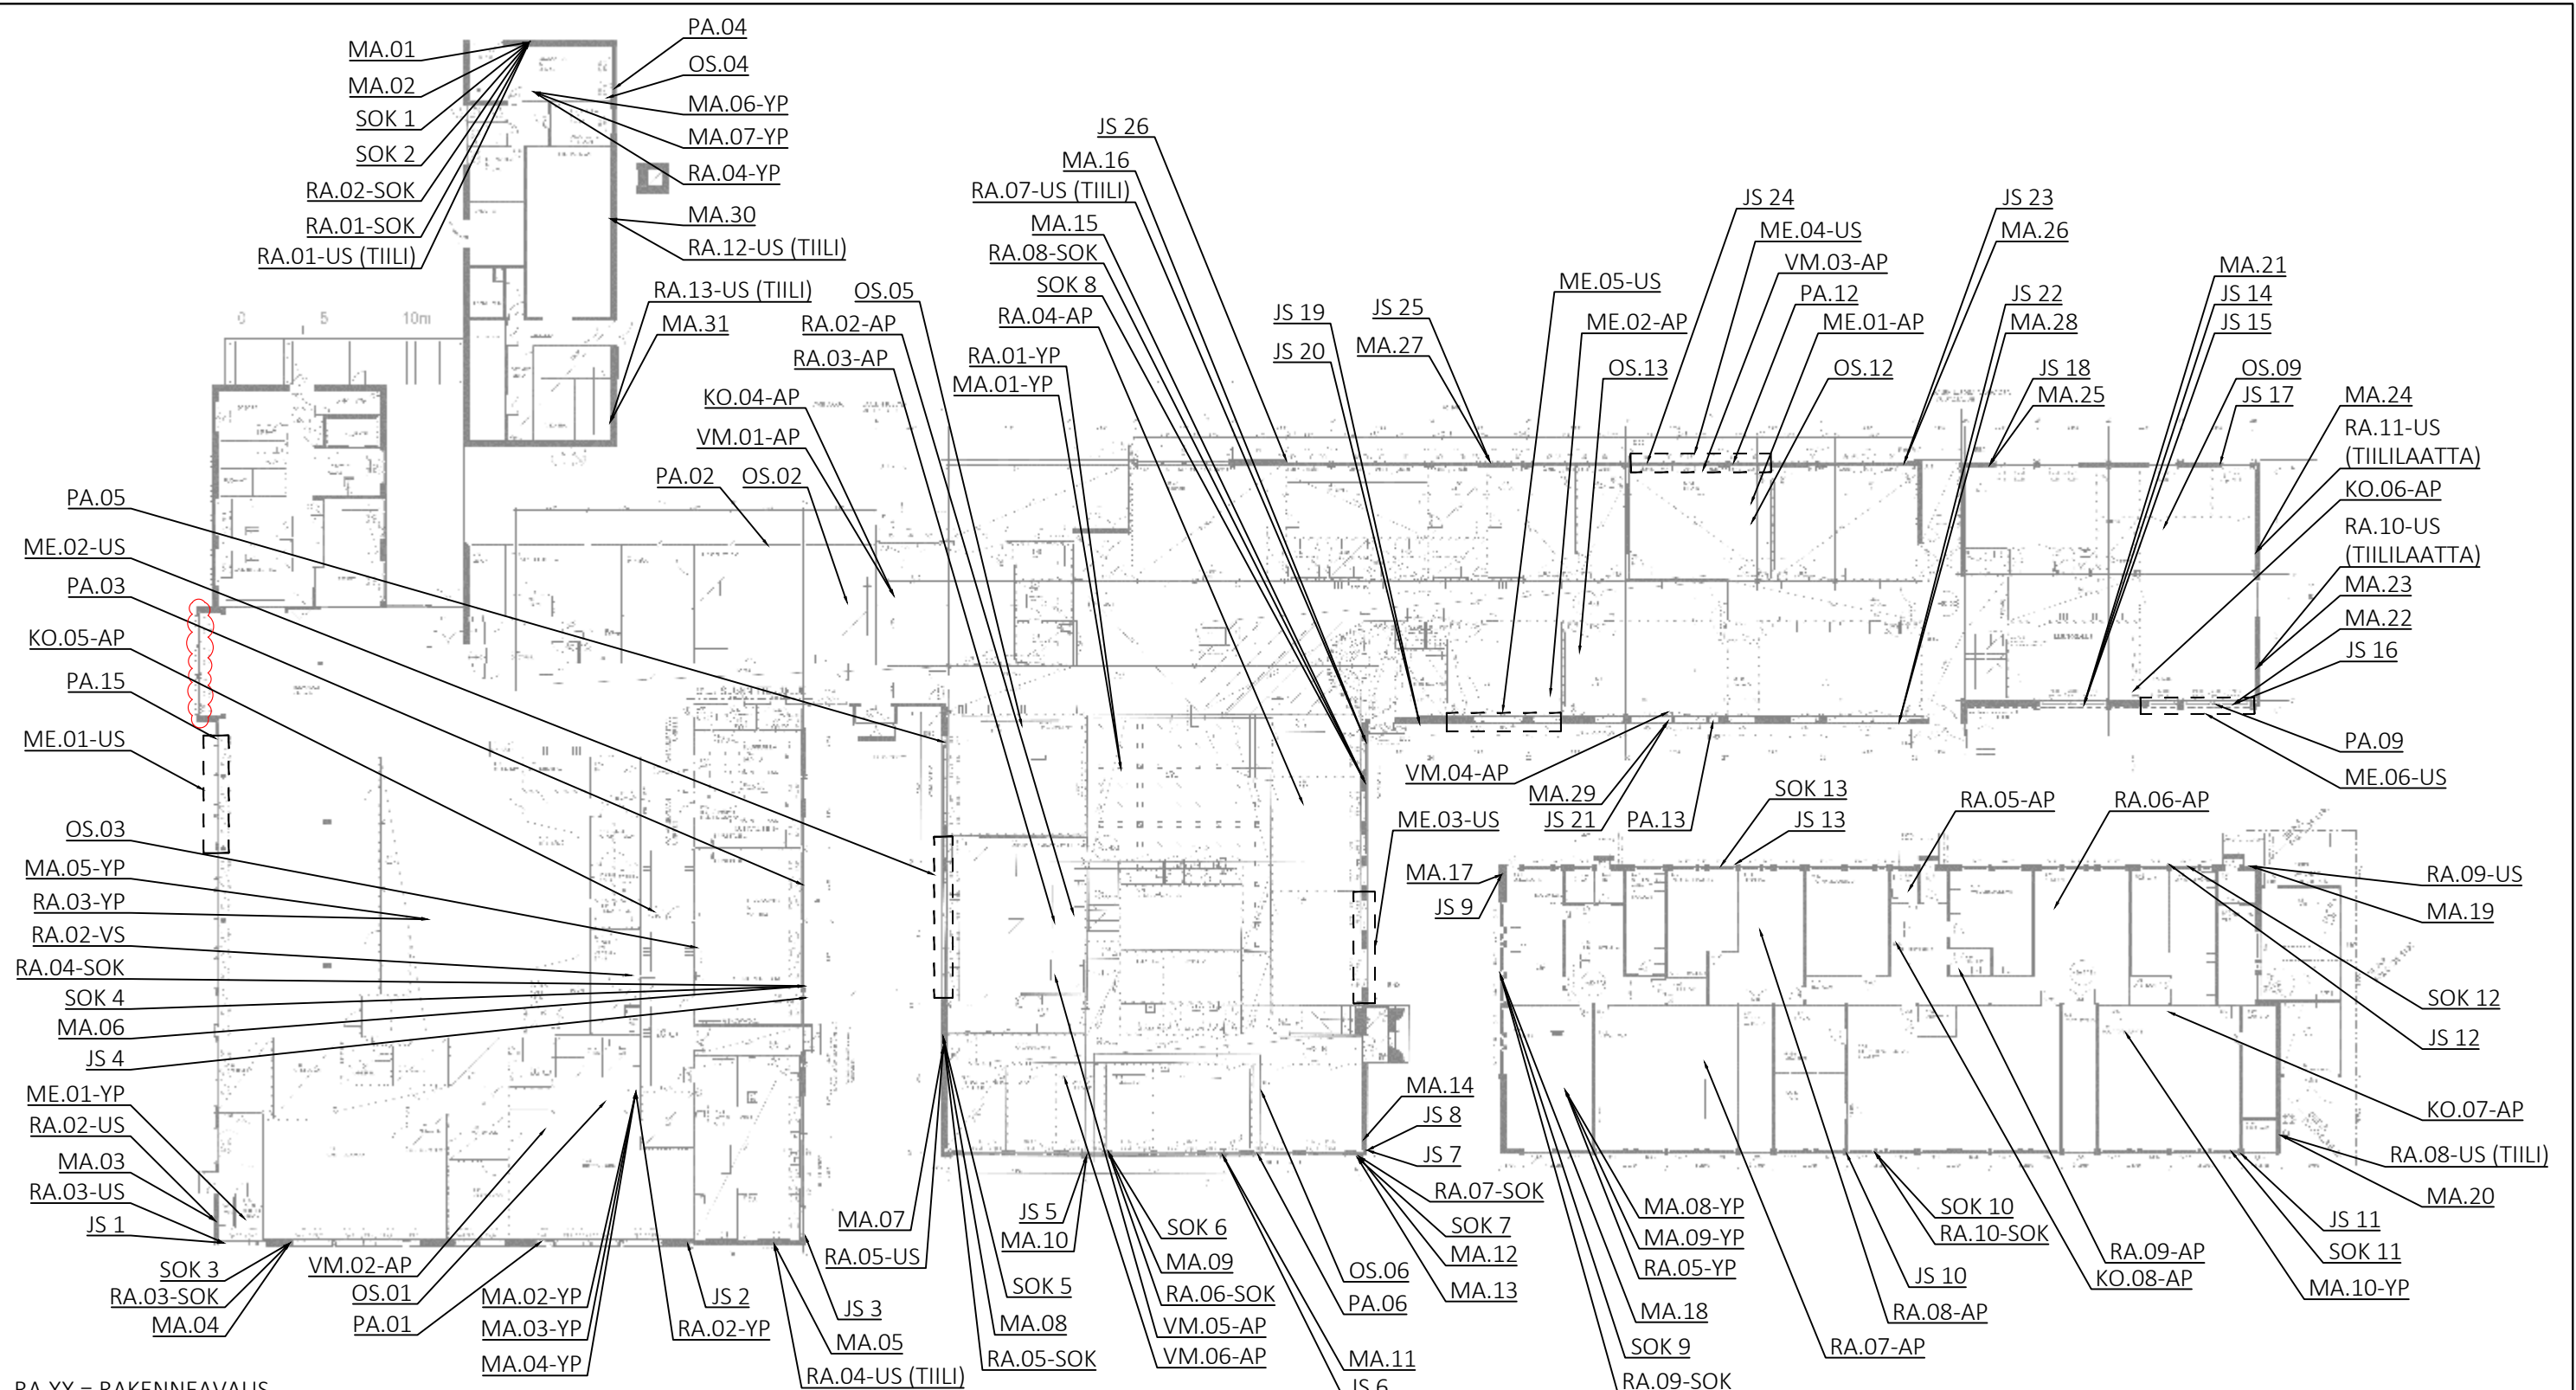 MA.01
MA.02
SOK 1
SOK 2
RA.02-SOK
RA.01-SOK
RA.01-US (TIILI)
PA.04
OS.04
MA.06-YP
MA.07-YP
RA.04-YP
MA.30
RA.12-US (TIILI)
RA.13-US (TIILI)
MA.31
0 5 10m
OS.05
RA.02-AP
RA.03-AP
KO.04-AP
VM.01-AP
PA.02
OS.02
JS 26
MA.16
RA.07-US (TIILI)
MA.15
RA.08-SOK
SOK 8
RA.04-AP
RA.01-YP
MA.01-YP
JS 19
JS 20
JS 25
MA.27
ME.05-US
ME.02-AP
OS.13
JS 24
ME.04-US
VM.03-AP
PA.12
ME.01-AP
OS.12
JS 23
MA.26
JS 22
MA.28
JS 18
MA.25
MA.21
JS 14
JS 15
OS.09
JS 17
MA.24
RA.11-US
(TIILILAATTA)
KO.06-AP
RA.10-US
(TIILILAATTA)
MA.23
MA.22
JS 16
PA.09
ME.06-US
PA.05
ME.02-US
PA.03
KO.05-AP
PA.15
ME.01-US
OS.03
MA.05-YP
RA.03-YP
RA.02-VS
RA.04-SOK
SOK 4
MA.06
JS 4
ME.01-YP
RA.02-US
MA.03
RA.03-US
JS 1
SOK 3
RA.03-SOK
MA.04
VM.02-AP
OS.01
PA.01
MA.02-YP
MA.03-YP
MA.04-YP
RA.02-YP
JS 2
JS 3
MA.05
RA.04-US (TIILI)
MA.07
RA.05-US
SOK 5
MA.08
RA.05-SOK
JS 5
MA.10
SOK 6
MA.09
RA.06-SOK
VM.05-AP
VM.06-AP
OS.06
PA.06
MA.11
JS 6
MA.14
JS 8
JS 7
RA.07-SOK
SOK 7
MA.12
MA.13
ME.03-US
VM.04-AP
MA.29
JS 21
PA.13
MA.17
JS 9
SOK 13
JS 13
RA.05-AP
RA.06-AP
RA.09-US
MA.19
SOK 12
JS 12
KO.07-AP
RA.08-US (TIILI)
MA.20
JS 11
SOK 11
MA.10-YP
RA.09-AP
KO.08-AP
SOK 10
RA.10-SOK
JS 10
RA.08-AP
RA.07-AP
MA.08-YP
MA.09-YP
RA.05-YP
MA.18
SOK 9
RA.09-SOK
RA.XX = RAKENNEAVAUS